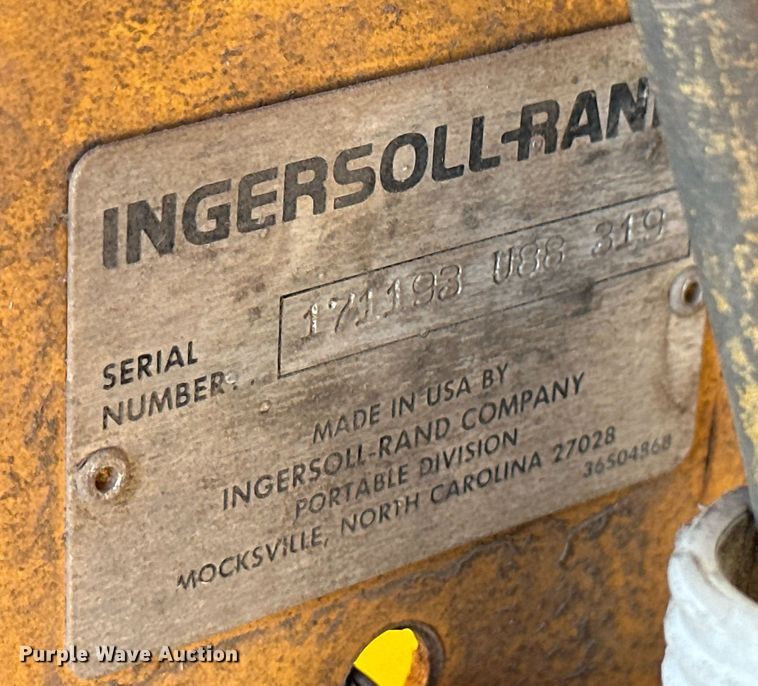 INGERSOLL-RAN
SERIAL
NUMBER. . 171193 U88 319
MADE IN USA BY
INGERSOLL-RAND COMPANY
PORTABLE DIVISION
MOCKSVILLE, NORTH CAROLINA 27028
36504868
Purple Wave Auction